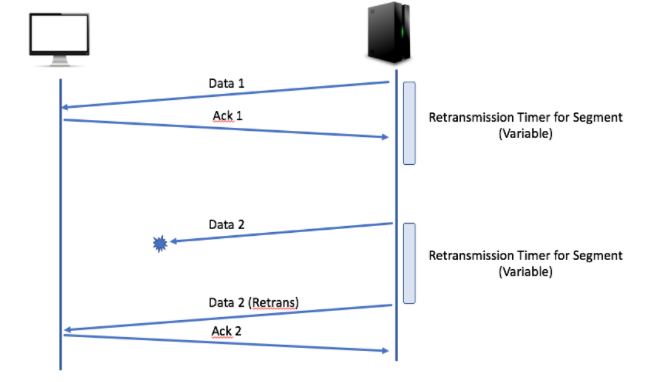 Data 1
Ack 1
Retransmission Timer for Segment
(Variable)
Data 2
Retransmission Timer for Segment
(Variable)
Data 2 (Retrans)
Ack 2